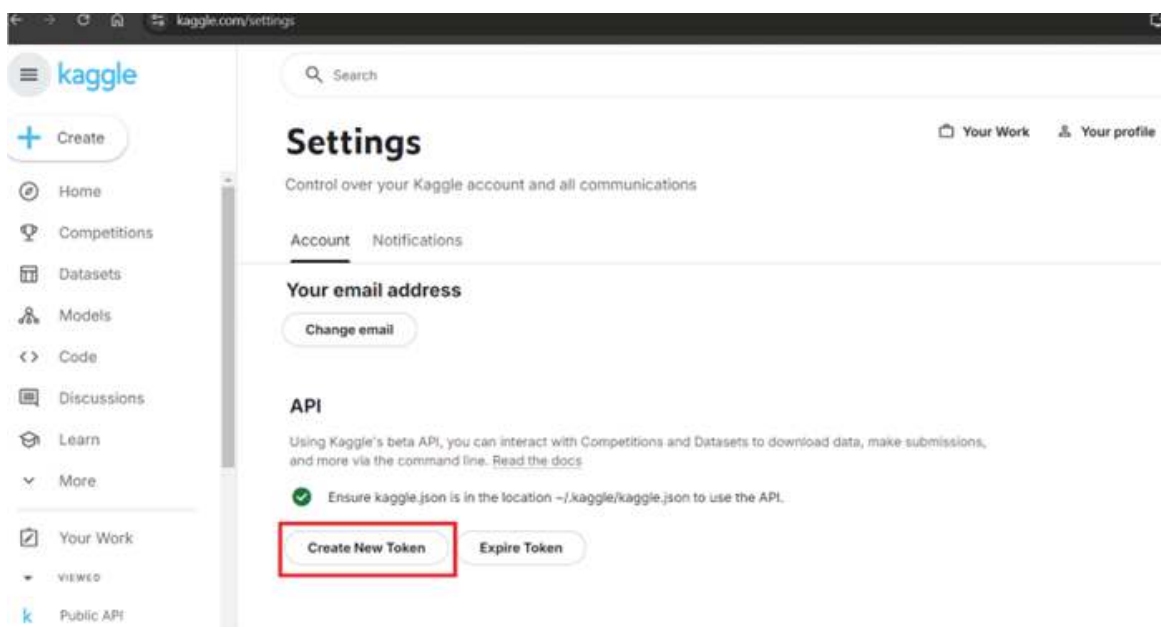 kaggle.com/settings
kaggle
Search
Create
Settings
Your Work
Your profile
Control over your Kaggle account and all communications
Home
Competitions
Datasets
Models
Code
Discussions
Learn
More
Your Work
VIEWED
Public API
Account
Notifications
Your email address
Change email
API
Using Kaggle's beta API, you can interact with Competitions and Datasets to download data, make submissions,
and more via the command line. Read the docs
Ensure kaggle.json is in the location ~/.kaggle/kaggle.json to use the API.
Create New Token
Expire Token